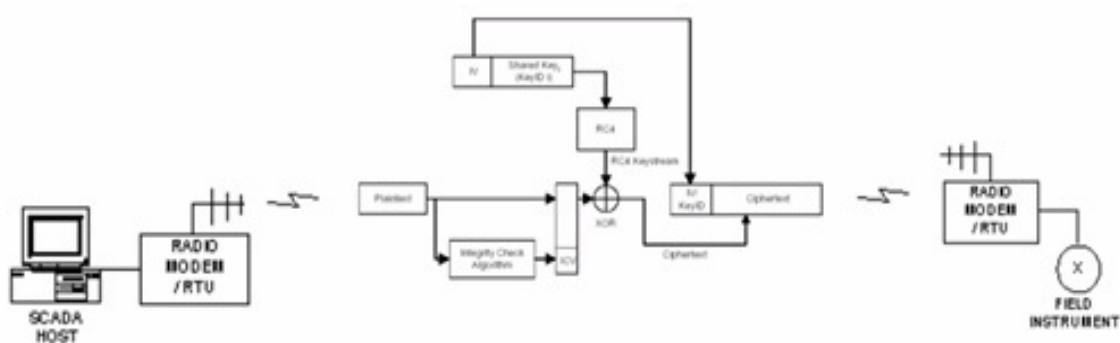 IV
Shared Key
(KeyID )
RC4
RC4 Keystream
Plaintext
IV
KeyID
Ciphertext
XOR
Integrity Check
Algorithm
ICV
Ciphertext
RADIO
MODEM
/RTU
SCADA
HOST
RADIO
MODEM
/RTU
X
FIELD
INSTRUMENT